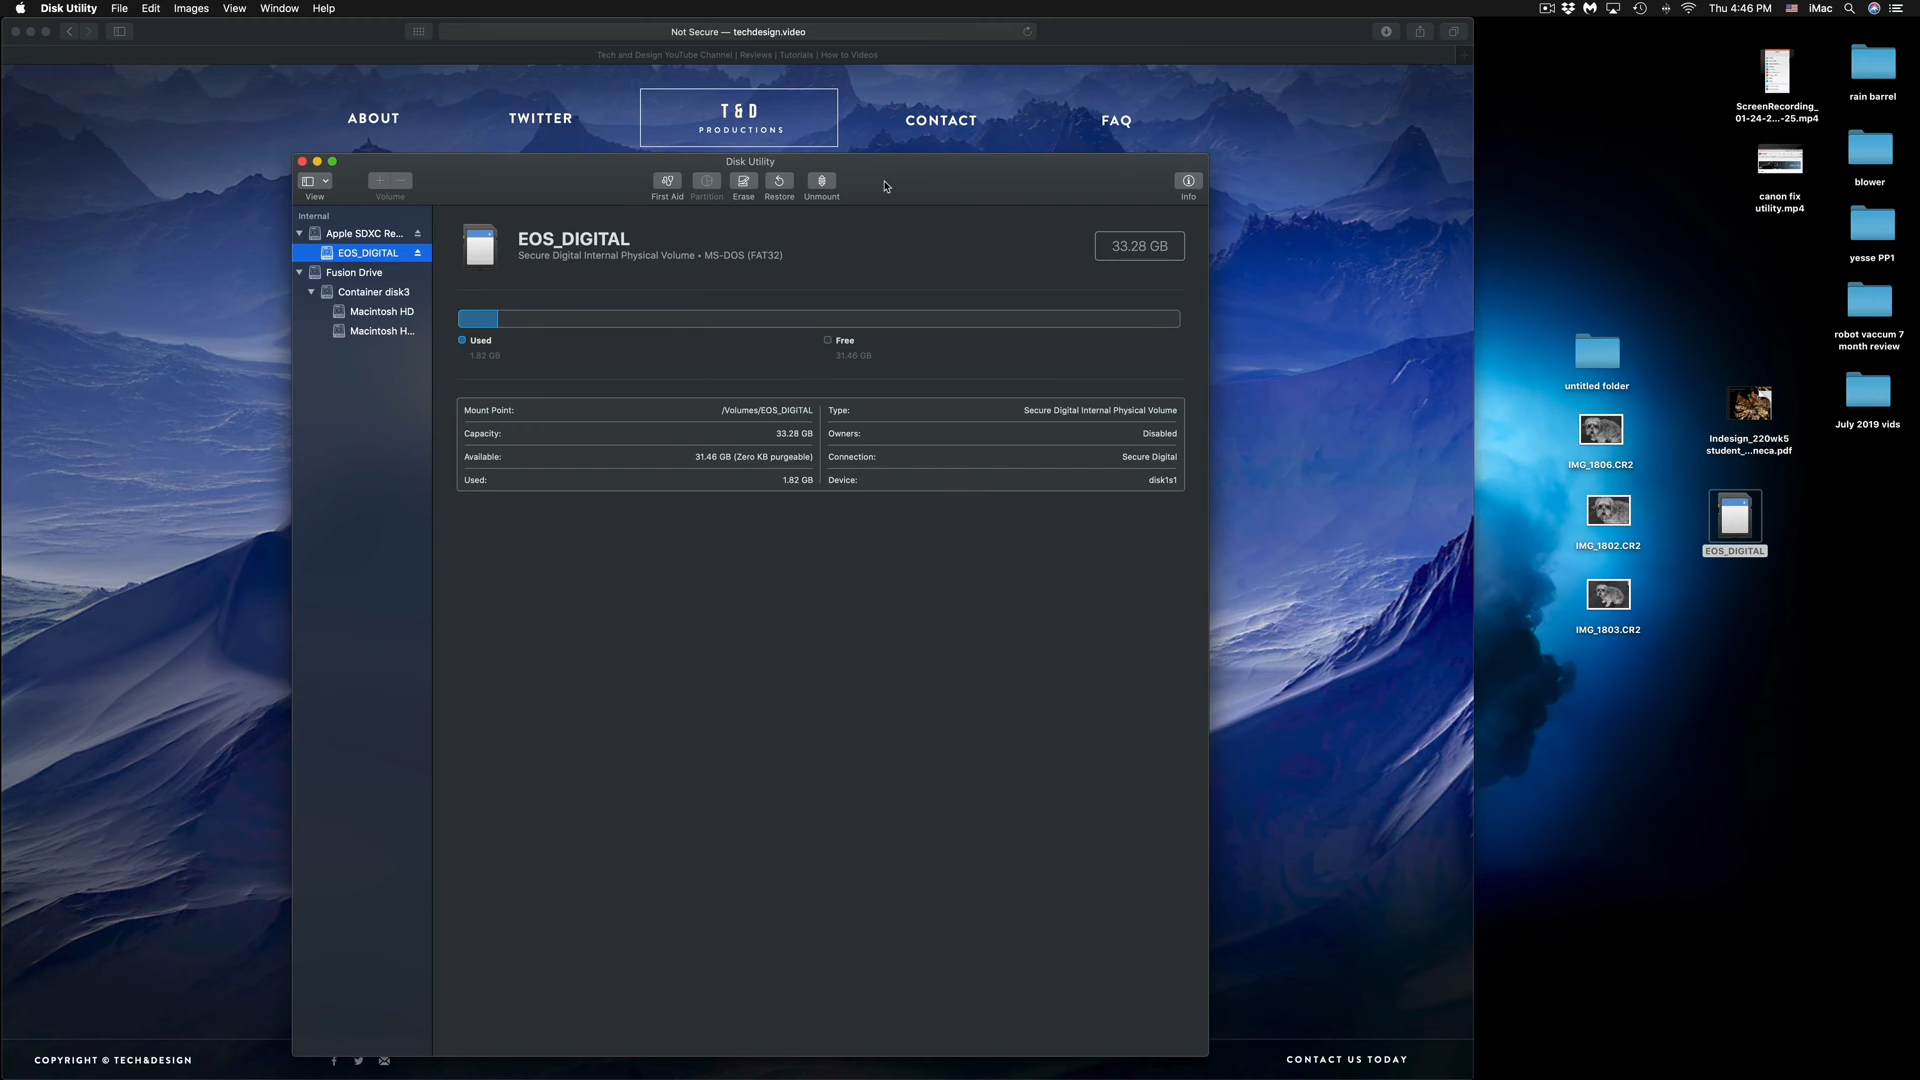 Disk Utility File Edit View Images View Window Help
Thu 4:46 PM iMac
Not Secure — techdesign.video
Tech and Design YouTube Channel | Reviews | Tutorials | How to Videos
ABOUT
TWITTER
T & D
PRODUCTIONS
CONTACT
FAQ
Disk Utility
View
Volume
First Aid
Partition
Erase
Restore
Unmount
Info
Internal
Apple SDXC Re...
EOS_DIGITAL
Fusion Drive
Container disk3
Macintosh HD
Macintosh H...
EOS_DIGITAL
Secure Digital Internal Physical Volume • MS-DOS (FAT32)
33.28 GB
Used
1.82 GB
Free
31.46 GB
Mount Point: /Volumes/EOS_DIGITAL
Capacity: 33.28 GB
Available: 31.46 GB (Zero KB purgeable)
Used: 1.82 GB
Type: Secure Digital Internal Physical Volume
Owners: Disabled
Connection: Secure Digital
Device: disk1s1
ScreenRecording_
01-24-2...-25.mp4
rain barrel
canon fix
utility.mp4
blower
yesse PP1
robot vaccum 7
month review
July 2019 vids
untitled folder
IMG_1806.CR2
Indesign_220wk5
student_...neca.pdf
IMG_1802.CR2
EOS_DIGITAL
IMG_1803.CR2
COPYRIGHT © TECH&DESIGN
CONTACT US TODAY